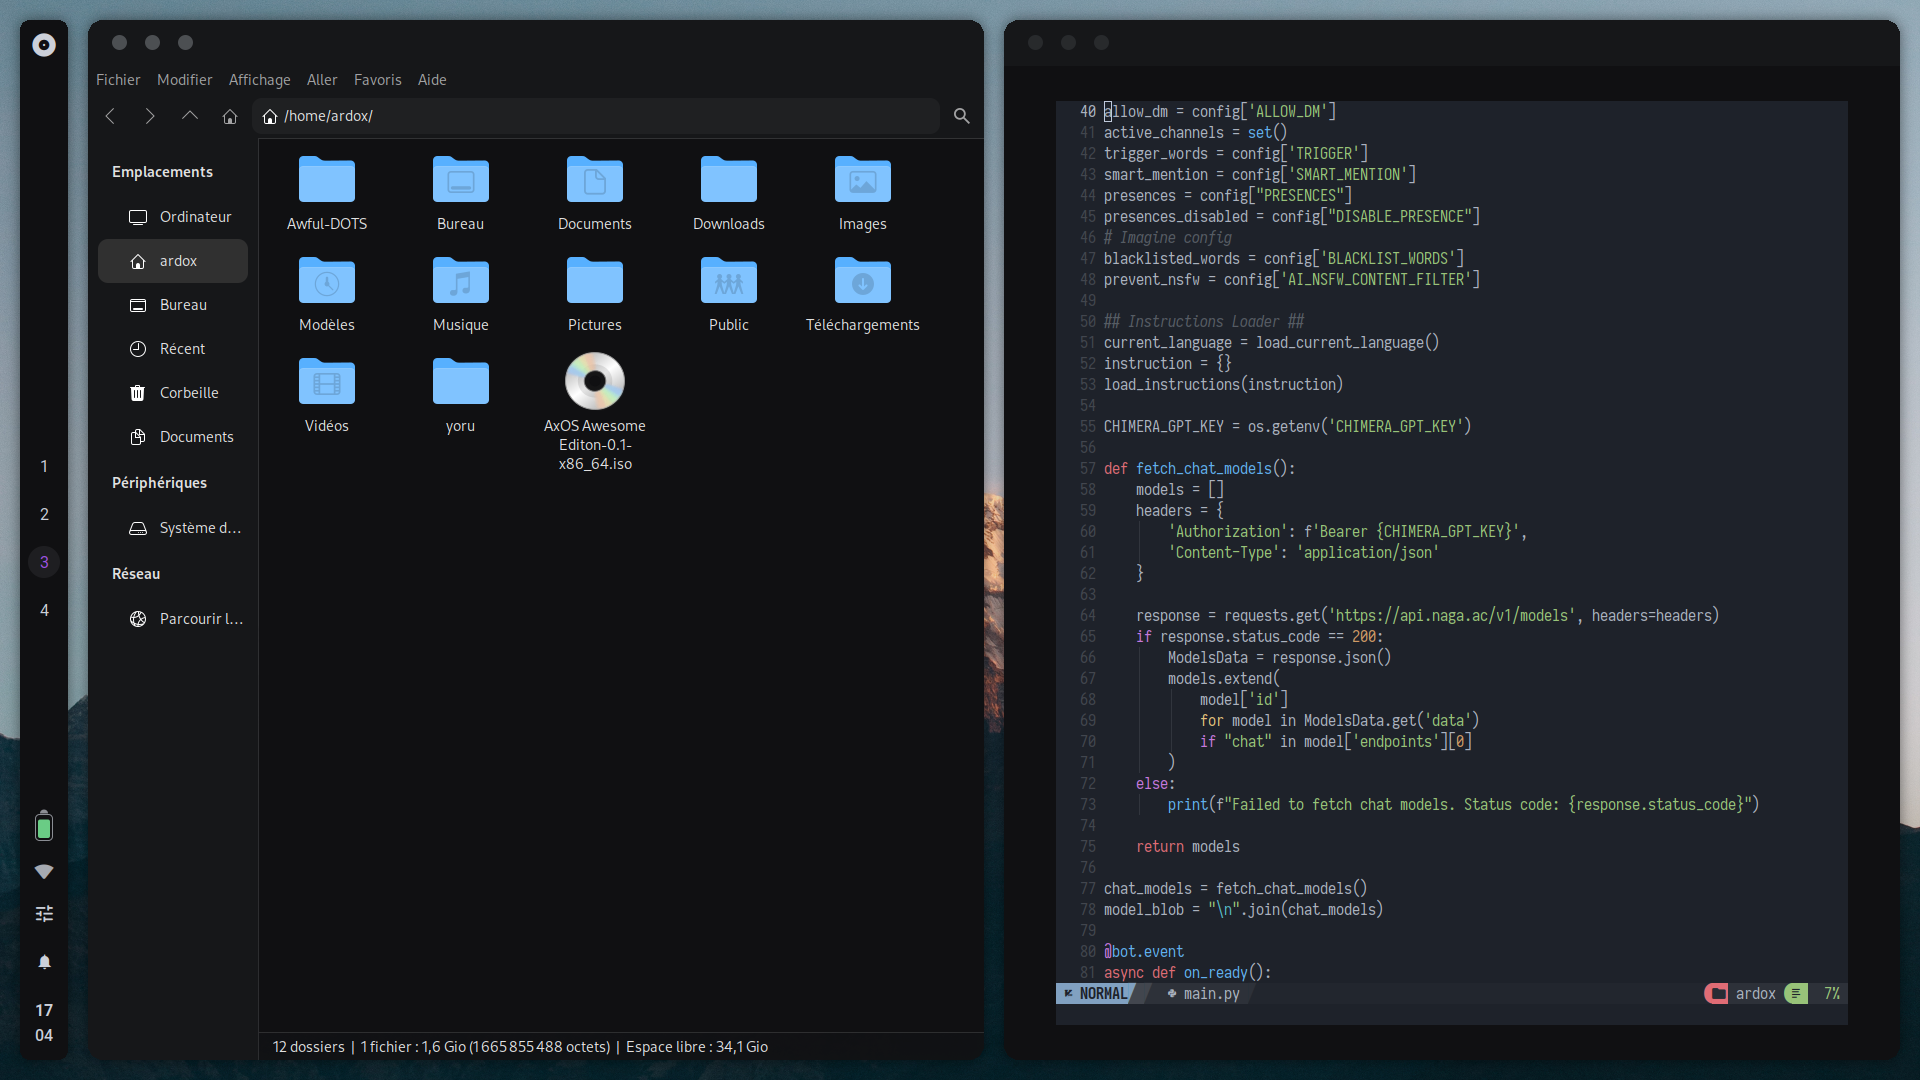 1
2
3
4
17
04
Fichier Modifier Affichage Aller Favoris Aide
/home/ardox/
Emplacements
Ordinateur
ardox
Bureau
Récent
Corbeille
Documents
Périphériques
Système d...
Réseau
Parcourir l...
Awful-DOTS Bureau Documents Downloads Images
Modèles Musique Pictures Public Téléchargements
Vidéos yoru AxOS Awesome
Editon-0.1-
x86_64.iso
12 dossiers | 1 fichier : 1,6 Gio (1 665 855 488 octets) | Espace libre : 34,1 Gio
40 allow_dm = config['ALLOW_DM']
41 active_channels = set()
42 trigger_words = config['TRIGGER']
43 smart_mention = config['SMART_MENTION']
44 presences = config["PRESENCES"]
45 presences_disabled = config["DISABLE_PRESENCE"]
46 # Imagine config
47 blacklisted_words = config['BLACKLIST_WORDS']
48 prevent_nsfw = config['AI_NSFW_CONTENT_FILTER']
49
50 ## Instructions Loader ##
51 current_language = load_current_language()
52 instruction = {}
53 load_instructions(instruction)
54
55 CHIMERA_GPT_KEY = os.getenv('CHIMERA_GPT_KEY')
56
57 def fetch_chat_models():
58     models = []
59     headers = {
60         'Authorization': f'Bearer {CHIMERA_GPT_KEY}',
61         'Content-Type': 'application/json'
62     }
63
64     response = requests.get('https://api.naga.ac/v1/models', headers=headers)
65     if response.status_code == 200:
66         ModelsData = response.json()
67         models.extend(
68             model['id']
69             for model in ModelsData.get('data')
70             if "chat" in model['endpoints'][0]
71         )
72     else:
73         print(f"Failed to fetch chat models. Status code: {response.status_code}")
74
75     return models
76
77 chat_models = fetch_chat_models()
78 model_blob = "\n".join(chat_models)
79
80 @bot.event
81 async def on_ready():
NORMAL main.py ardox 7%